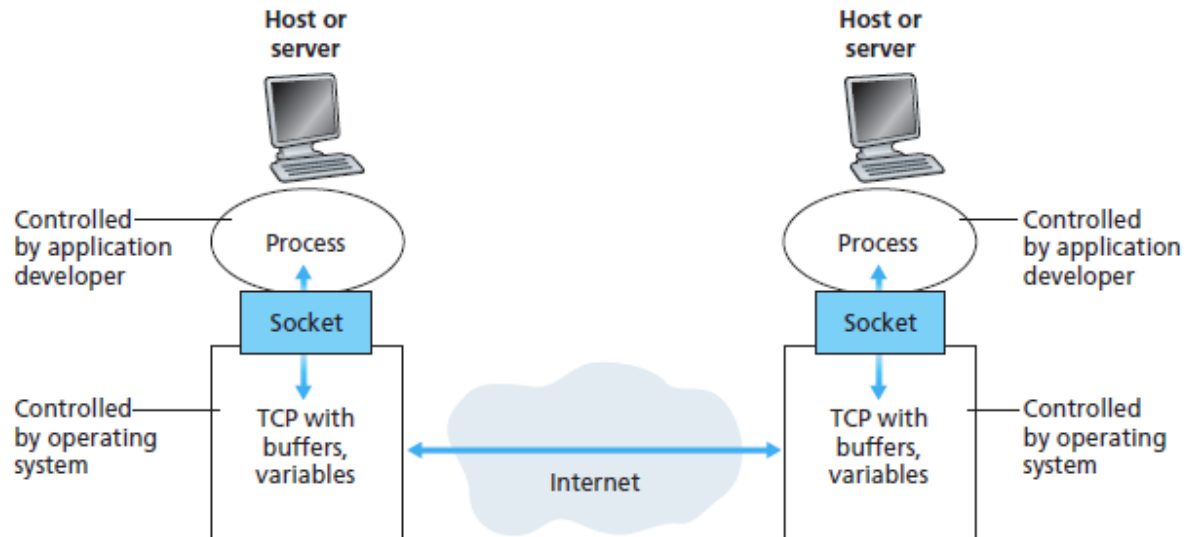 Host or
server
Host or
server
Controlled
by application
developer
Process
Process
Controlled
by application
developer
Socket
Socket
Controlled
by operating
system
TCP with
buffers,
variables
Internet
TCP with
buffers,
variables
Controlled
by operating
system